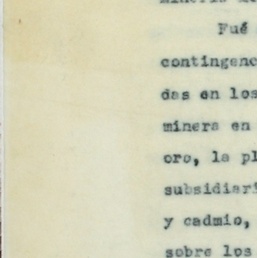 Fué
contingenc
das en los
minera en
oro, la pl
subsidiari
y cadmio,
sobre los